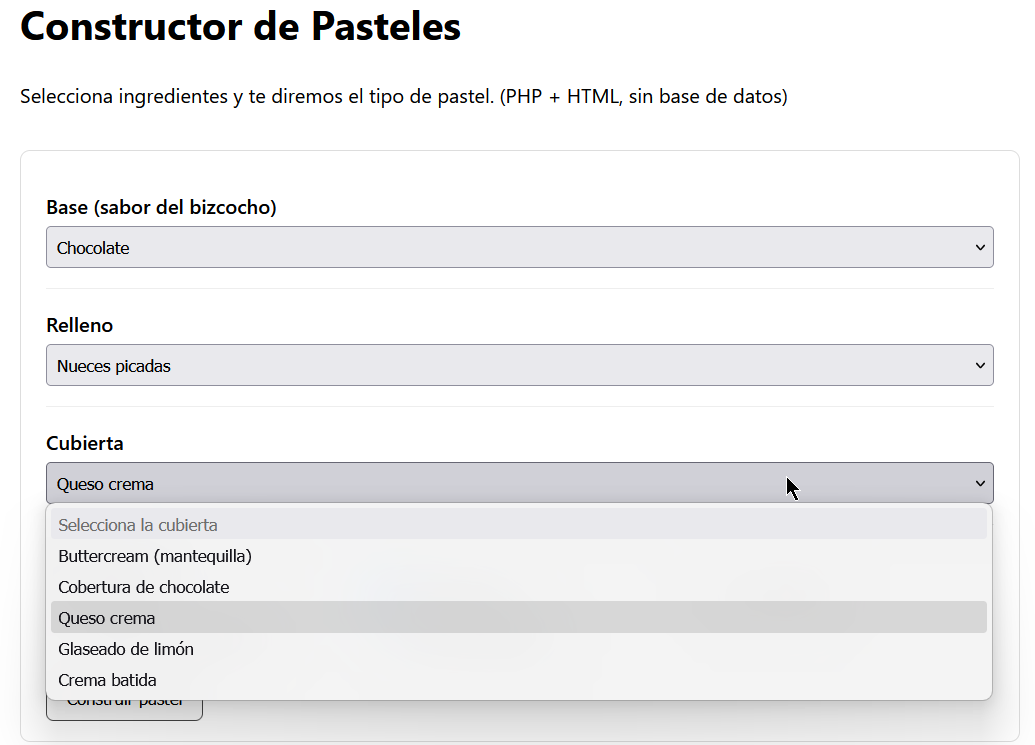 Constructor de Pasteles
Selecciona ingredientes y te diremos el tipo de pastel. (PHP + HTML, sin base de datos)
Base (sabor del bizcocho)
Chocolate
Relleno
Nueces picadas
Cubierta
Queso crema
Selecciona la cubierta
Buttercream (mantequilla)
Cobertura de chocolate
Queso crema
Glaseado de limón
Crema batida
Construir pastel